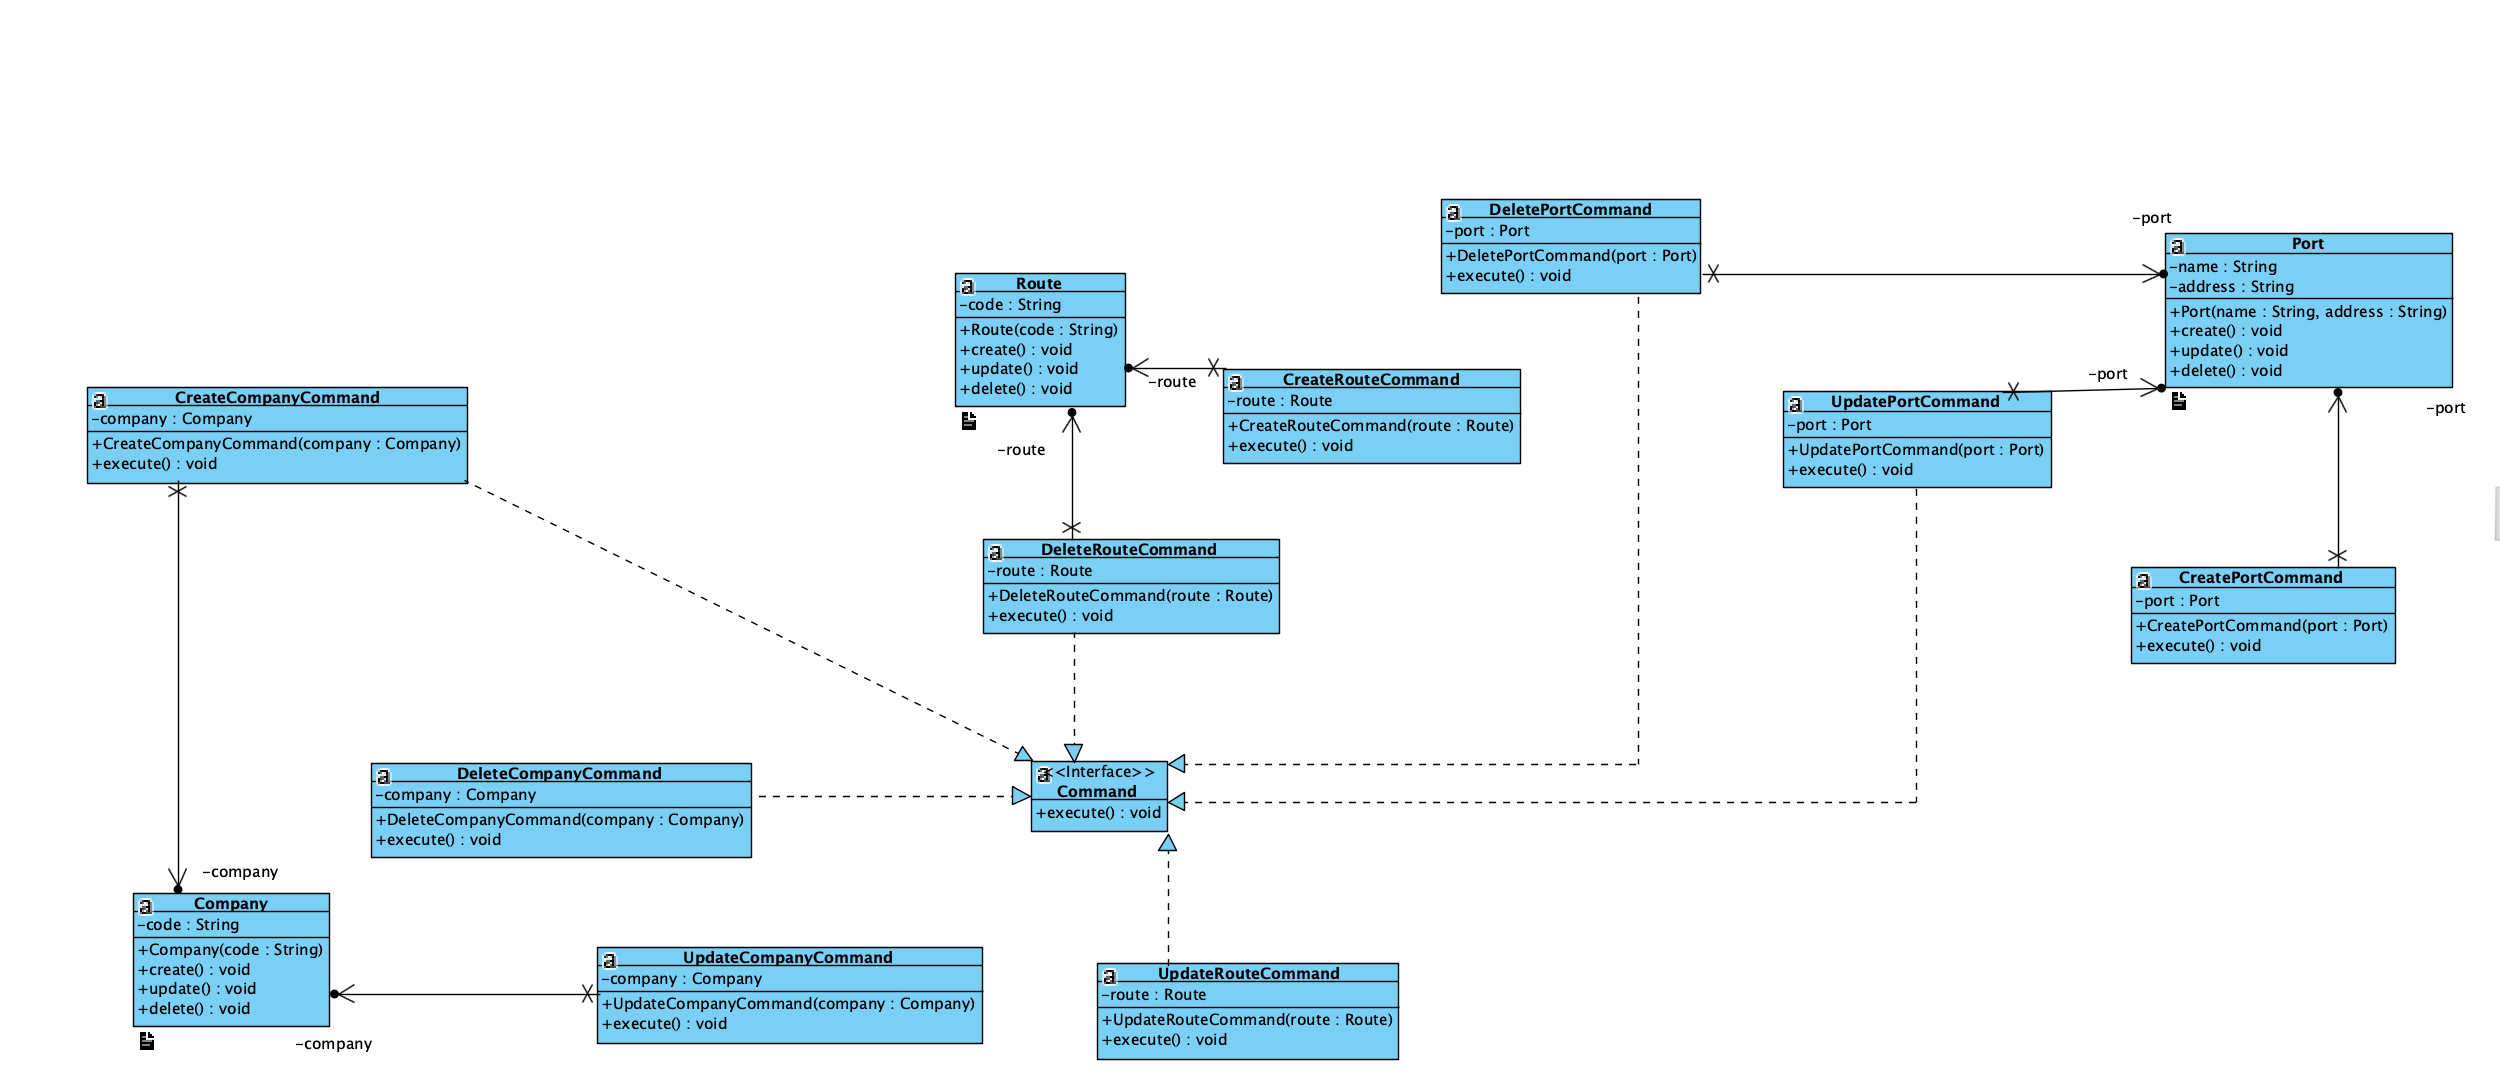 DeletePortCommand
-port : Port
+DeletePortCommand(port : Port)
+execute() : void
-port
Port
-name : String
-address : String
+Port(name : String, address : String)
+create() : void
+update() : void
+delete() : void
Route
-code : String
+Route(code : String)
+create() : void
+update() : void
+delete() : void
-route
CreateRouteCommand
-route : Route
+CreateRouteCommand(route : Route)
+execute() : void
-port
UpdatePortCommand
-port : Port
+UpdatePortCommand(port : Port)
+execute() : void
-port
CreateCompanyCommand
-company : Company
+CreateCompanyCommand(company : Company)
+execute() : void
-route
DeleteRouteCommand
-route : Route
+DeleteRouteCommand(route : Route)
+execute() : void
CreatePortCommand
-port : Port
+CreatePortCommand(port : Port)
+execute() : void
DeleteCompanyCommand
-company : Company
+DeleteCompanyCommand(company : Company)
+execute() : void
<<Interface>>
Command
+execute() : void
-company
Company
-code : String
+Company(code : String)
+create() : void
+update() : void
+delete() : void
-company
UpdateCompanyCommand
-company : Company
+UpdateCompanyCommand(company : Company)
+execute() : void
UpdateRouteCommand
-route : Route
+UpdateRouteCommand(route : Route)
+execute() : void